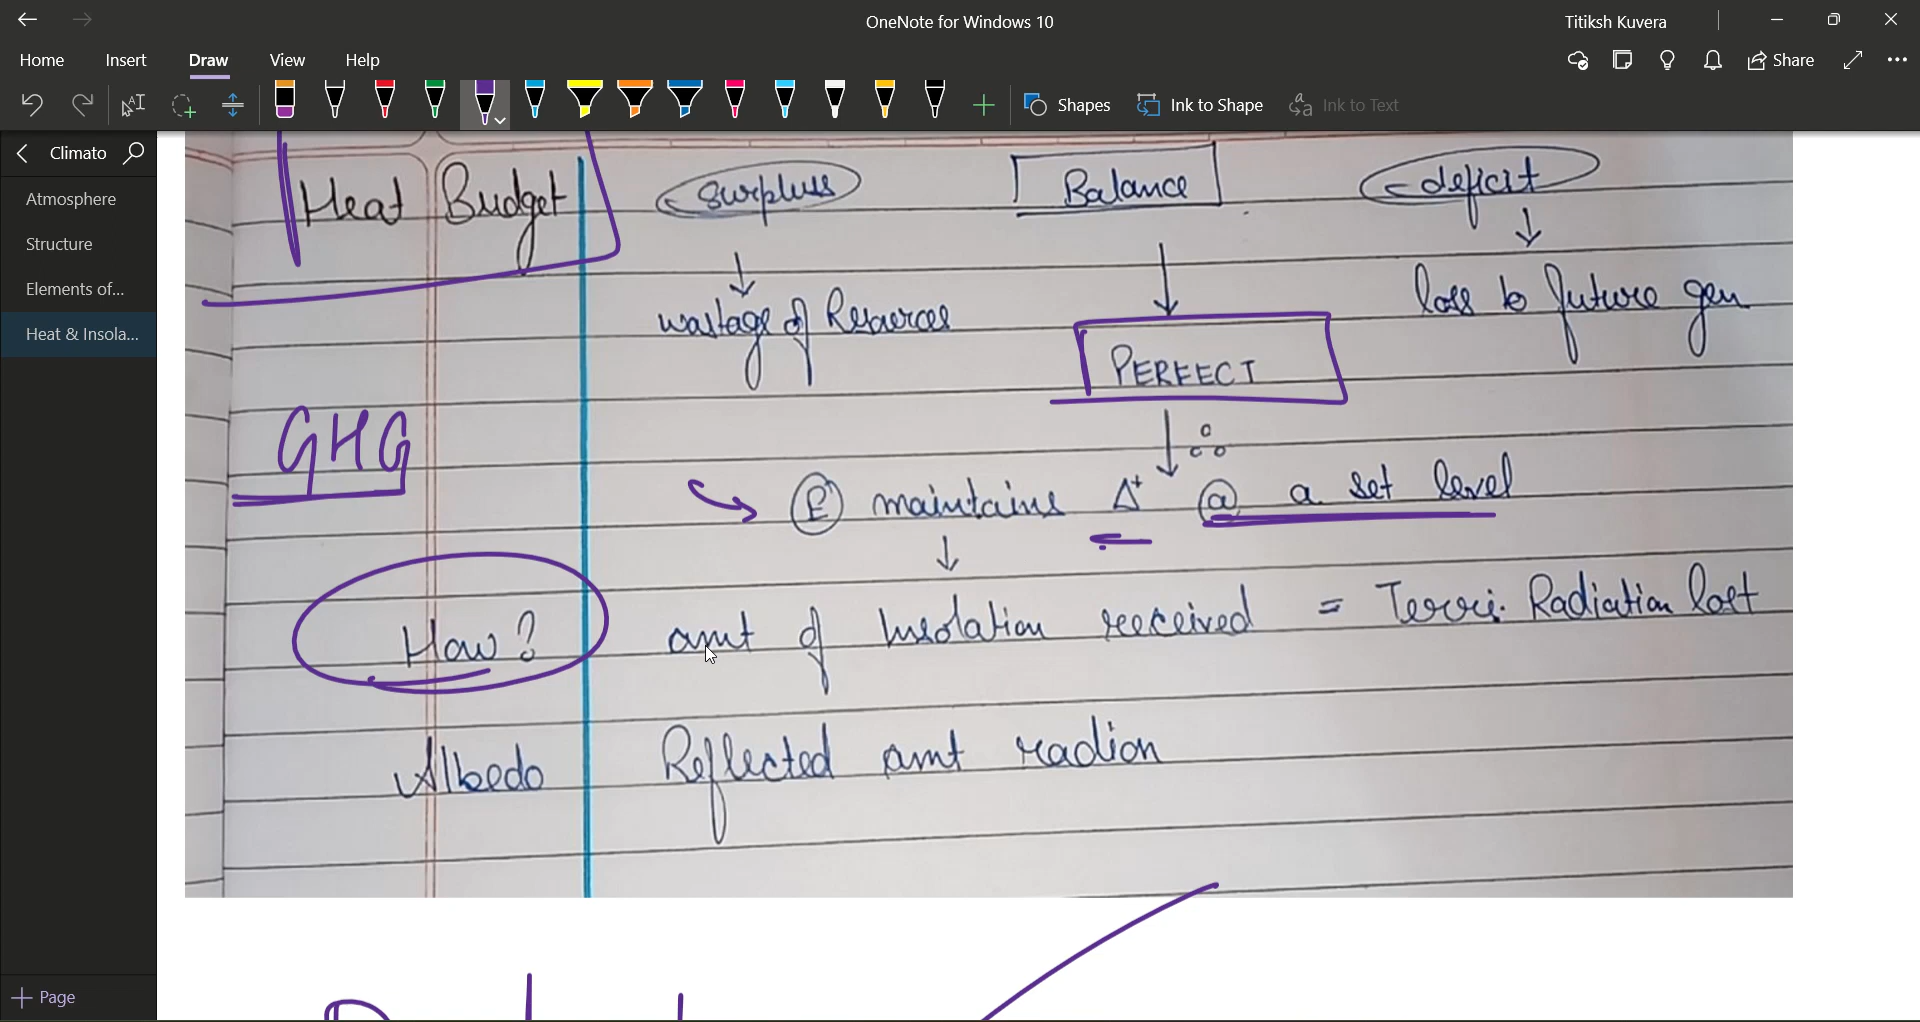 OneNote for Windows 10
Titiksh Kuvera
Home Insert Draw View Help
Share
Shapes Ink to Shape Ink to Text
Climato
Atmosphere
Structure
Elements of...
Heat & Insola...
Page
Heat Budget surpluss Balance deficit
wastage of Resources loss to future gen
PERFECT
GHG
∴
E maintains Δ+ @ a set level
How? amt of Insolation received = Terri. Radiation lost
Albedo Reflected amt radion